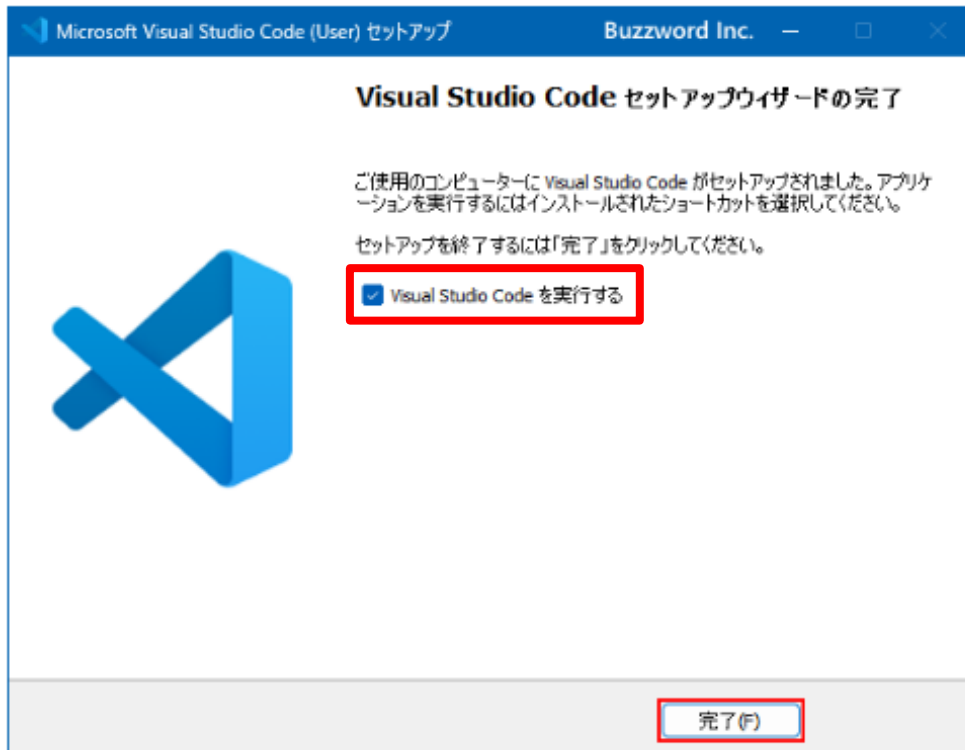 Microsoft Visual Studio Code (User) セットアップ Buzzword Inc.
Visual Studio Code セットアップウィザードの完了
ご使用のコンピューターに Visual Studio Code がセットアップされました。アプリケ
ーションを実行するにはインストールされたショートカットを選択してください。
セットアップを終了するには「完了」をクリックしてください。
Visual Studio Code を実行する
完了(F)